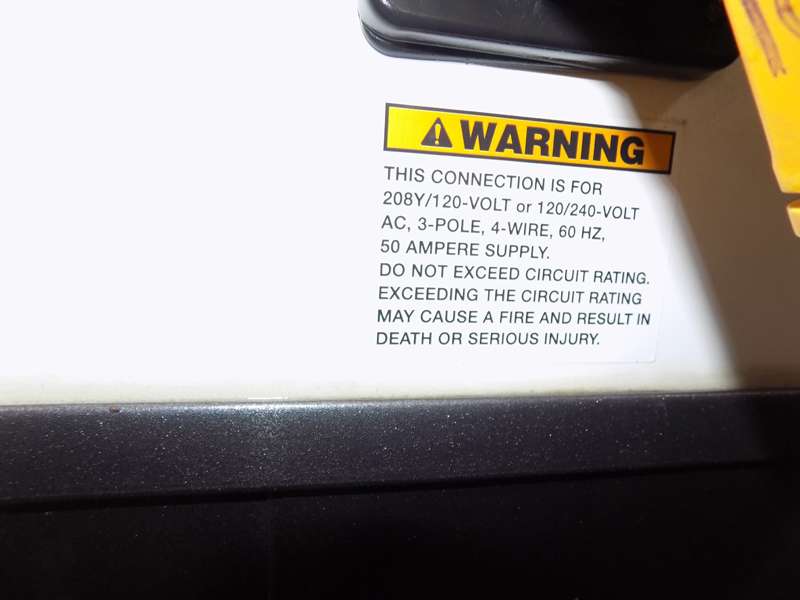 WARNING
THIS CONNECTION IS FOR
208Y/120-VOLT or 120/240-VOLT
AC, 3-POLE, 4-WIRE, 60 HZ,
50 AMPERE SUPPLY.
DO NOT EXCEED CIRCUIT RATING.
EXCEEDING THE CIRCUIT RATING
MAY CAUSE A FIRE AND RESULT IN
DEATH OR SERIOUS INJURY.